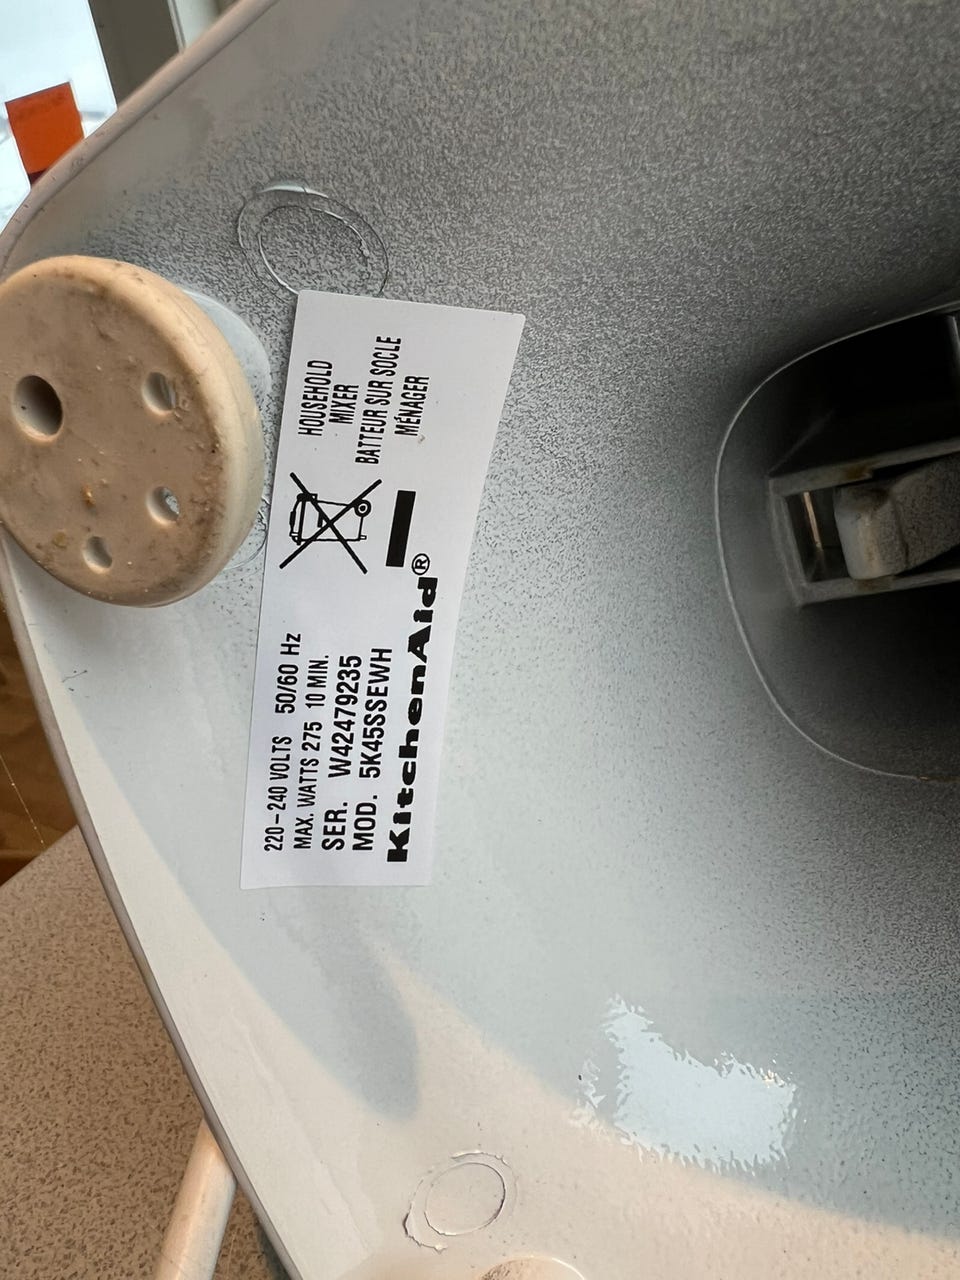 KitchenAid®
MOD. 5K45SSEWH
SER. W42479235
MAX. WATTS 275 10 MIN.
220-240 VOLTS 50/60 Hz
HOUSEHOLD
MIXER
BATTEUR SUR SOCLE
MÉNAGER